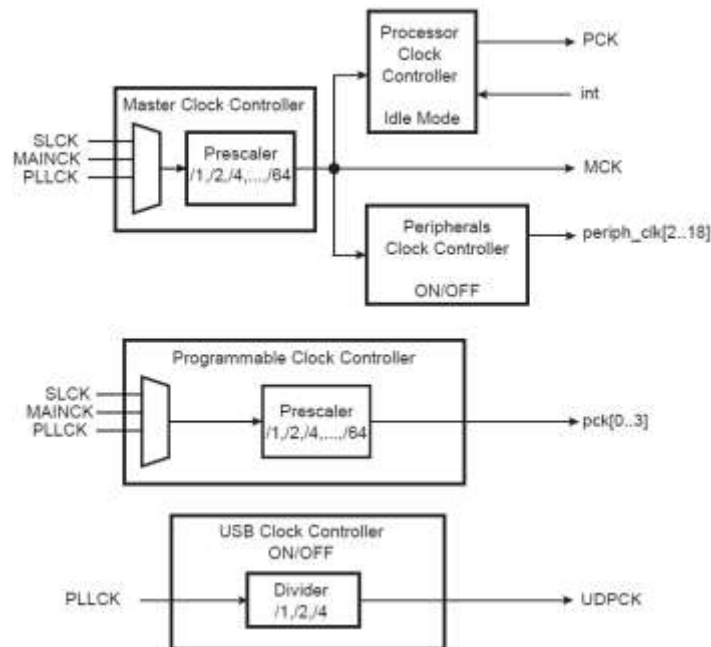 Processor
Clock
Controller
Idle Mode
PCK
int
Master Clock Controller
SLCK
MAINCK
PLLCK
Prescaler
/1,/2,/4,....,/64
MCK
Peripherals
Clock Controller
ON/OFF
periph_clk[2..18]
Programmable Clock Controller
SLCK
MAINCK
PLLCK
Prescaler
/1,/2,/4,....,/64
pck[0..3]
USB Clock Controller
ON/OFF
PLLCK
Divider
/1,/2,/4
UDPCK